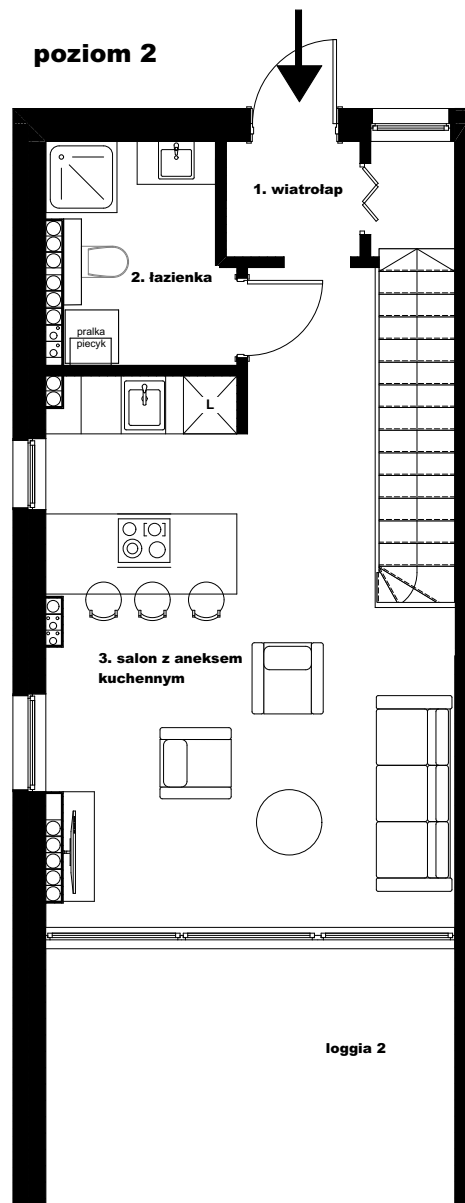 poziom 2
1. wiatrołap
2. łazienka
pralka
piecyk
L
3. salon z aneksem
kuchennym
loggia 2